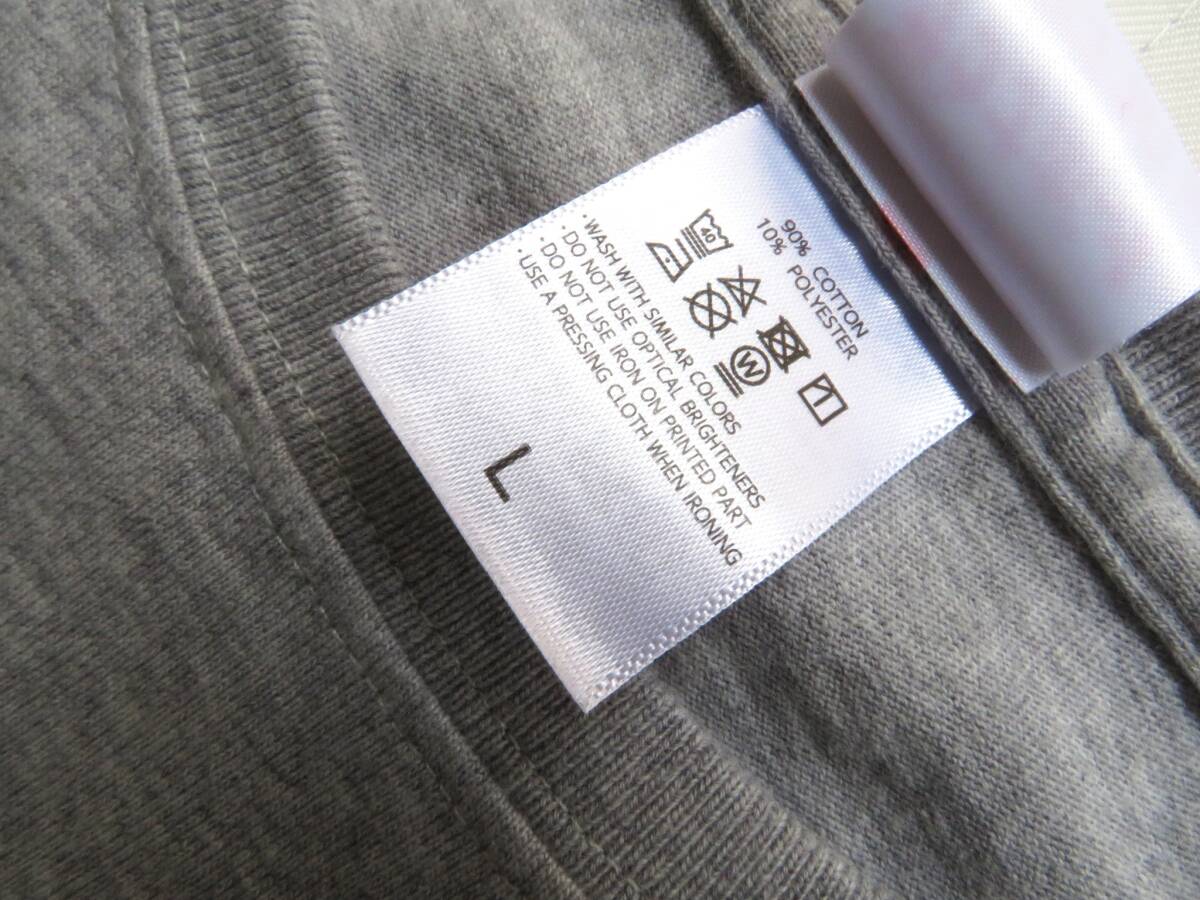 90% COTTON
10% POLYESTER
40
W
· WASH WITH SIMILAR COLORS
· DO NOT USE OPTICAL BRIGHTENERS
· DO NOT USE IRON ON PRINTED PART
· USE A PRESSING CLOTH WHEN IRONING
L